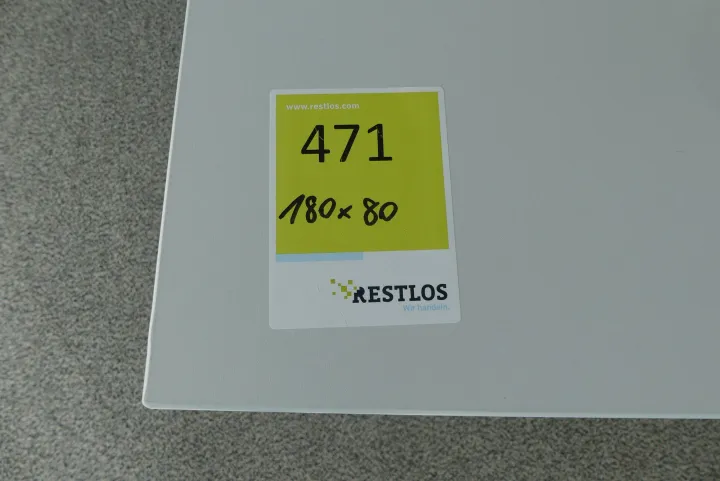 www.restlos.com
471
180x80
RESTLOS
Wir handeln.